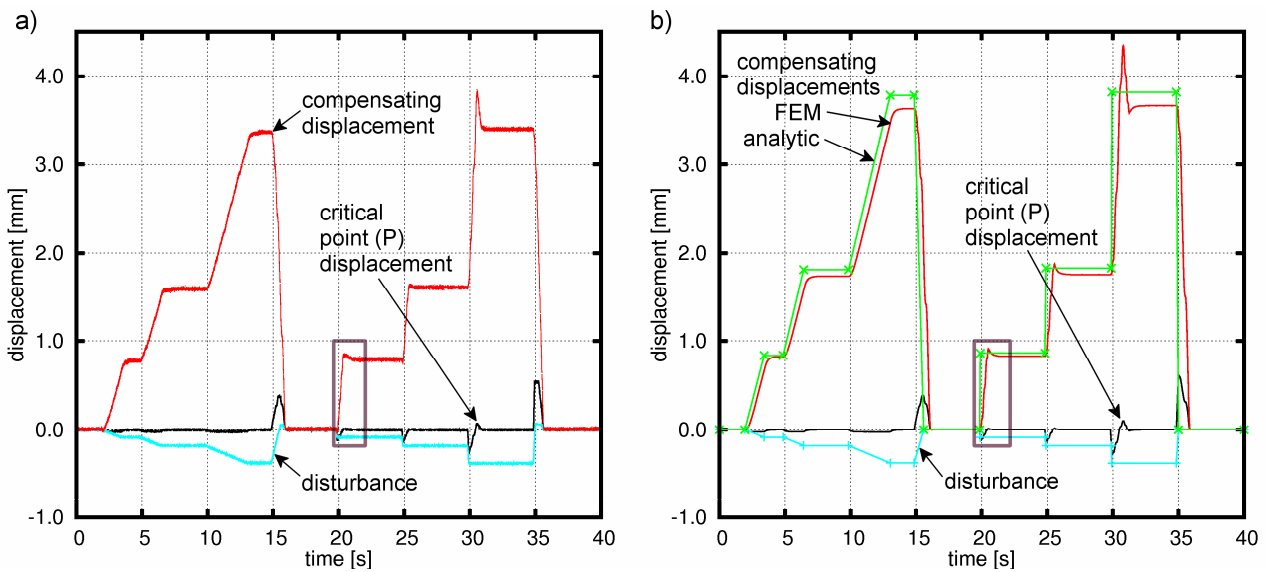 a)
4.0
3.0
2.0
1.0
0.0
-1.0
displacement [mm]
0
5
10
15
20
25
30
35
40
time [s]
compensating
displacement
critical
point (P)
displacement
disturbance
b)
4.0
3.0
2.0
1.0
0.0
-1.0
displacement [mm]
0
5
10
15
20
25
30
35
40
time [s]
compensating
displacements
FEM
analytic
critical
point (P)
displacement
disturbance